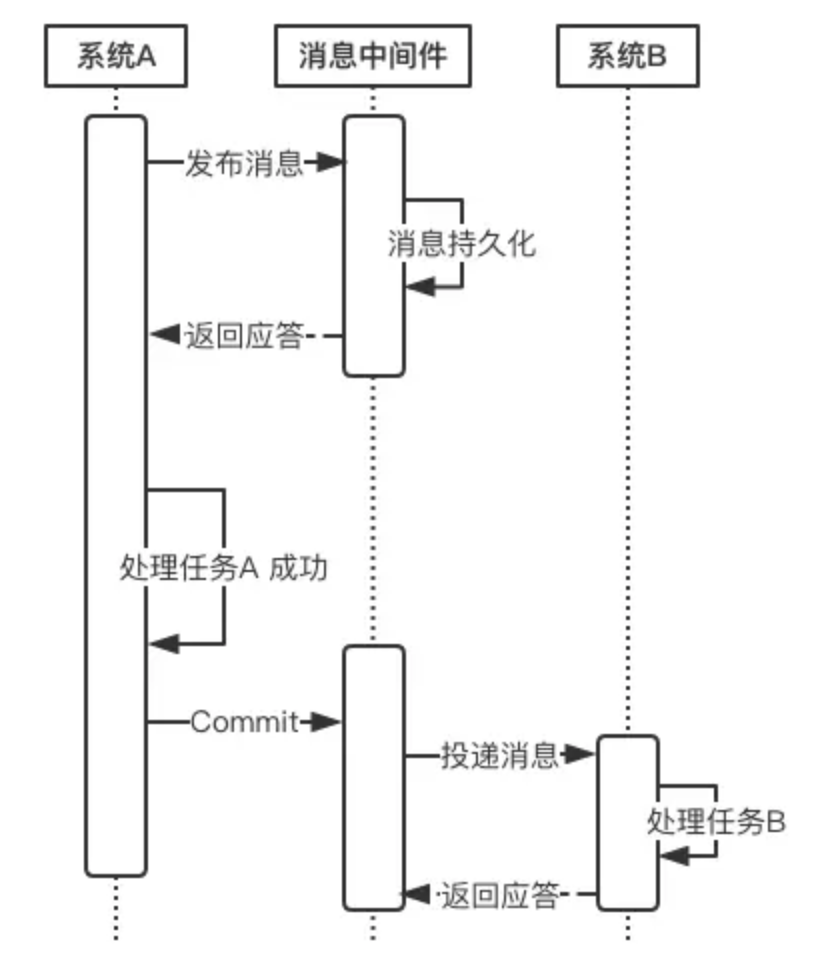 系统A
消息中间件
系统B
发布消息
消息持久化
返回应答
处理任务A 成功
Commit
投递消息
处理任务B
返回应答